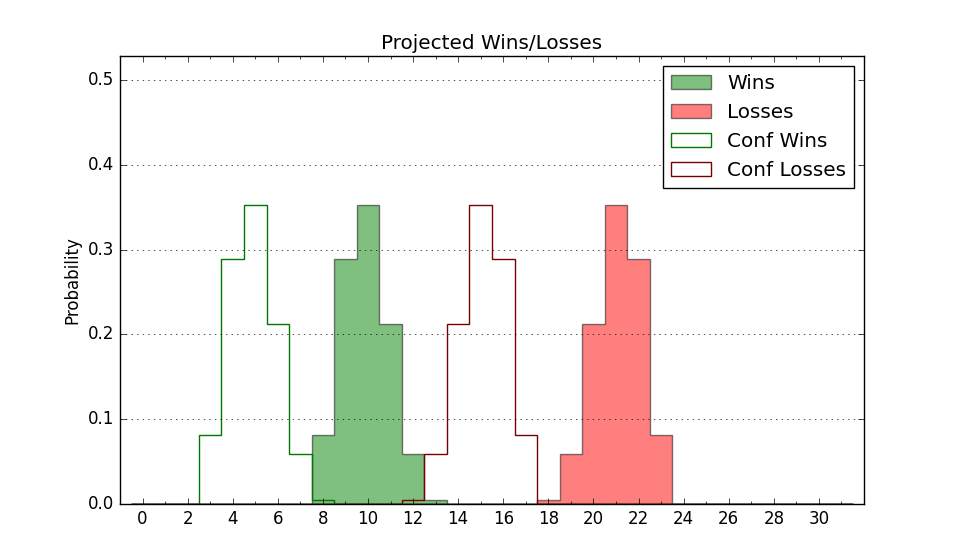 Projected Wins/Losses
Wins
Losses
Conf Wins
Conf Losses
Probability
0.5
0.4
0.3
0.2
0.1
0.0
0 2 4 6 8 10 12 14 16 18 20 22 24 26 28 30